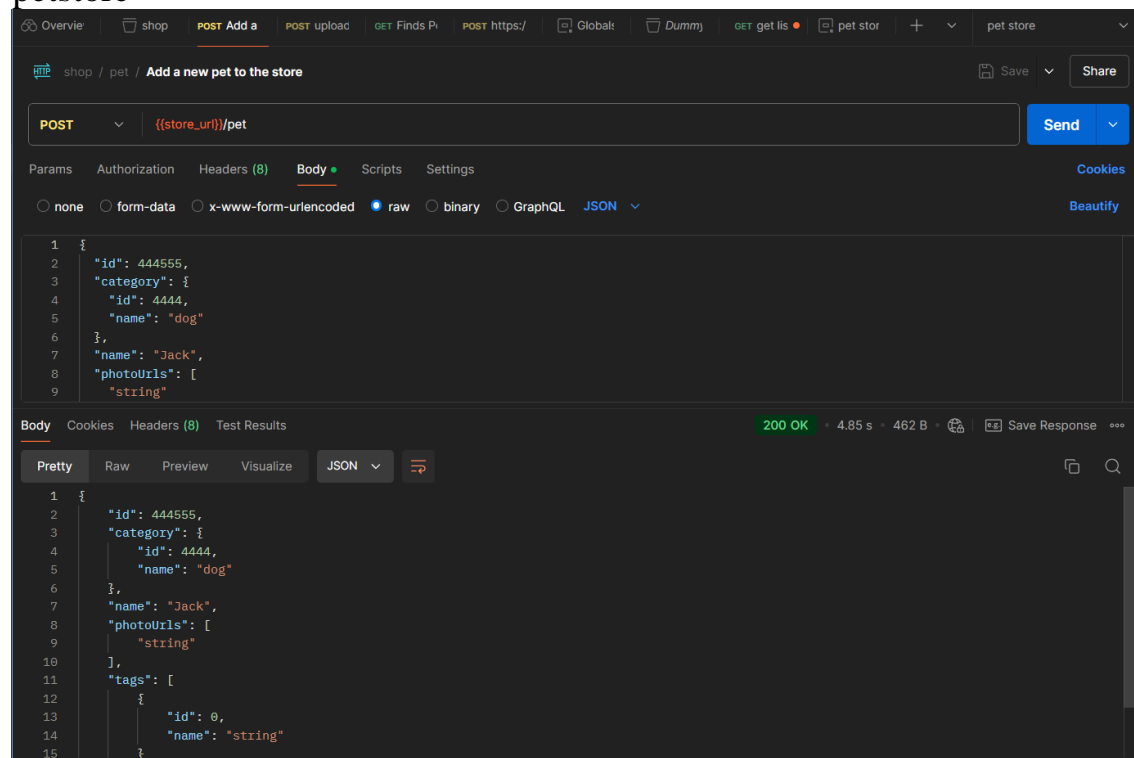 petstore
Overvie shop POST Add a POST upload GET Finds P POST https:/ Globals Dummy GET get lis pet stor pet store
HTTP shop / pet / Add a new pet to the store Save Share
POST {{store_url}}/pet Send
Params Authorization Headers (8) Body Scripts Settings Cookies
none form-data x-www-form-urlencoded raw binary GraphQL JSON Beautify
1 {
2 "id": 444555,
3 "category": {
4 "id": 4444,
5 "name": "dog"
6 },
7 "name": "Jack",
8 "photoUrls": [
9 "string"
Body Cookies Headers (8) Test Results 200 OK 4.85 s 462 B e.g. Save Response
Pretty Raw Preview Visualize JSON
1 {
2 "id": 444555,
3 "category": {
4 "id": 4444,
5 "name": "dog"
6 },
7 "name": "Jack",
8 "photoUrls": [
9 "string"
10 ],
11 "tags": [
12 {
13 "id": 0,
14 "name": "string"
15 }